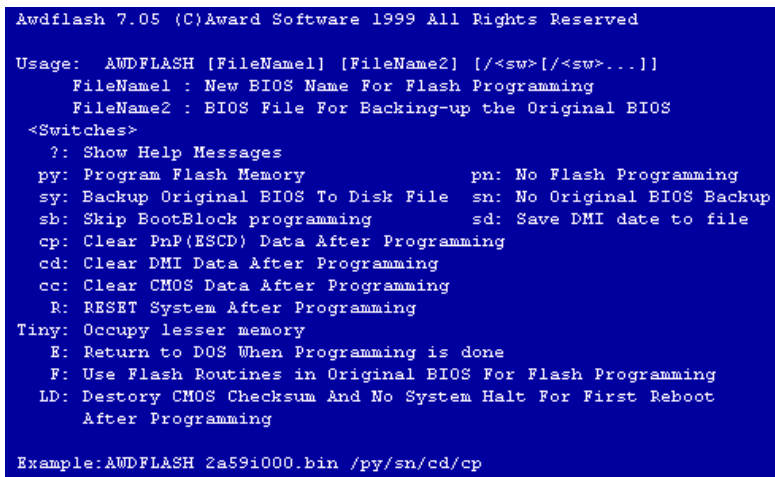 Awdflash 7.05 (C)Award Software 1999 All Rights Reserved
Usage: AWDFLASH [FileName1] [FileName2] [/<sw>[/<sw>...]]
FileName1 : New BIOS Name For Flash Programming
FileName2 : BIOS File For Backing-up the Original BIOS
<Switches>
?: Show Help Messages
py: Program Flash Memory pn: No Flash Programming
sy: Backup Original BIOS To Disk File sn: No Original BIOS Backup
sb: Skip BootBlock programming sd: Save DMI date to file
cp: Clear PnP(ESCD) Data After Programming
cd: Clear DMI Data After Programming
cc: Clear CMOS Data After Programming
R: RESET System After Programming
Tiny: Occupy lesser memory
E: Return to DOS When Programming is done
F: Use Flash Routines in Original BIOS For Flash Programming
LD: Destory CMOS Checksum And No System Halt For First Reboot
After Programming
Example:AWDFLASH 2a59i000.bin /py/sn/cd/cp